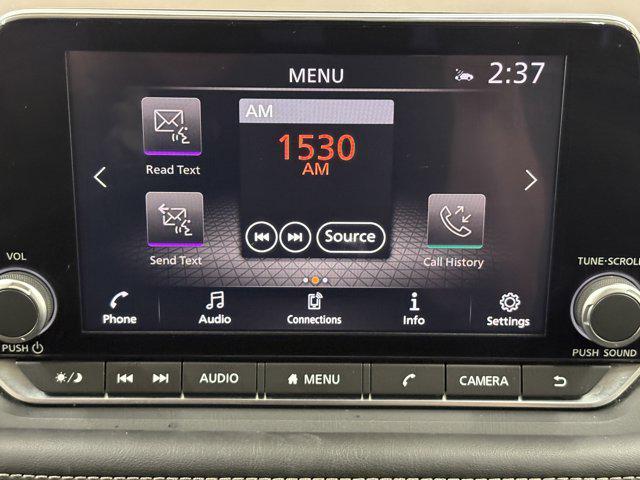 MENU
2:37
AM
1530
AM
Read Text
Send Text
Source
Call History
Phone
Audio
Connections
Info
Settings
VOL
PUSH
TUNE·SCROLL
PUSH SOUND
AUDIO
MENU
CAMERA